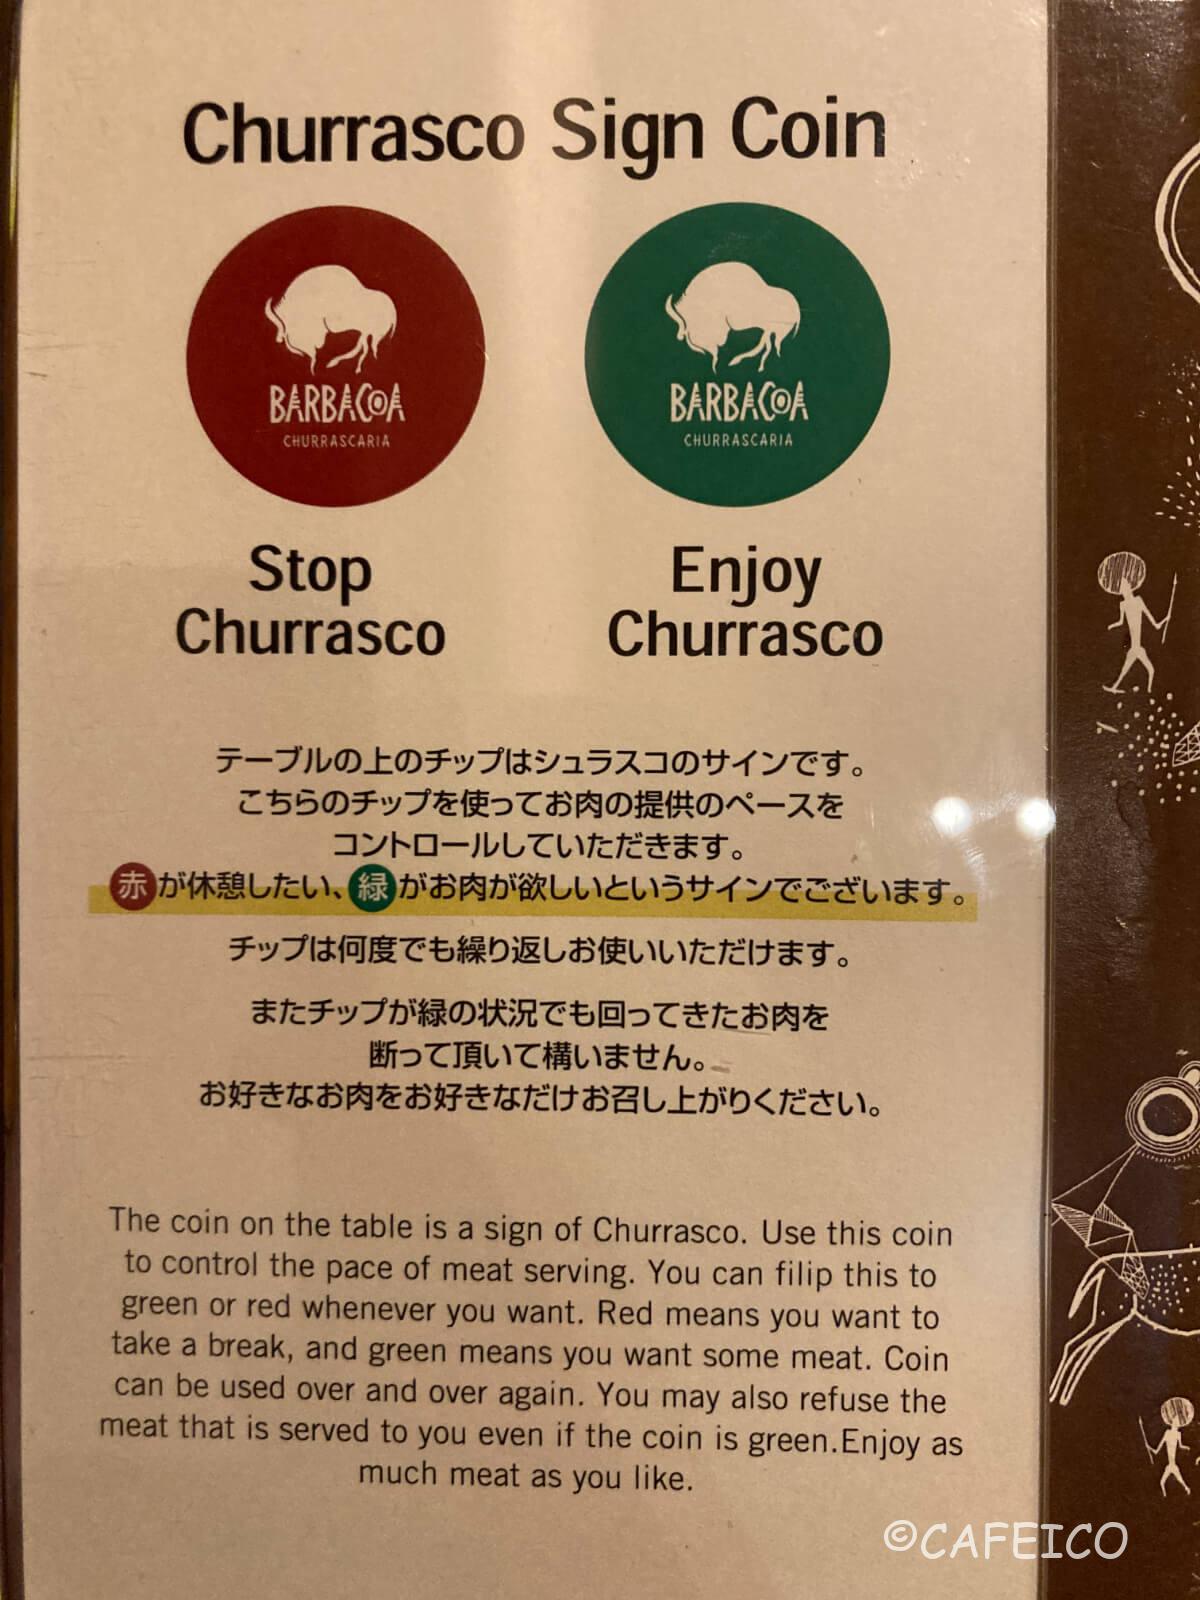 Churrasco Sign Coin
BARBACOA
CHURRASCARIA
BARBACOA
CHURRASCARIA
Stop
Churrasco
Enjoy
Churrasco
テーブルの上のチップはシュラスコのサインです。
こちらのチップを使ってお肉の提供のペースを
コントロールしていただきます。
赤が休憩したい、緑がお肉が欲しいというサインでございます。
チップは何度でも繰り返しお使いいただけます。
またチップが緑の状況でも回ってきたお肉を
断って頂いて構いません。
お好きなお肉をお好きなだけお召し上がりください。
The coin on the table is a sign of Churrasco. Use this coin
to control the pace of meat serving. You can filip this to
green or red whenever you want. Red means you want to
take a break, and green means you want some meat. Coin
can be used over and over again. You may also refuse the
meat that is served to you even if the coin is green.Enjoy as
much meat as you like.
©CAFEICO